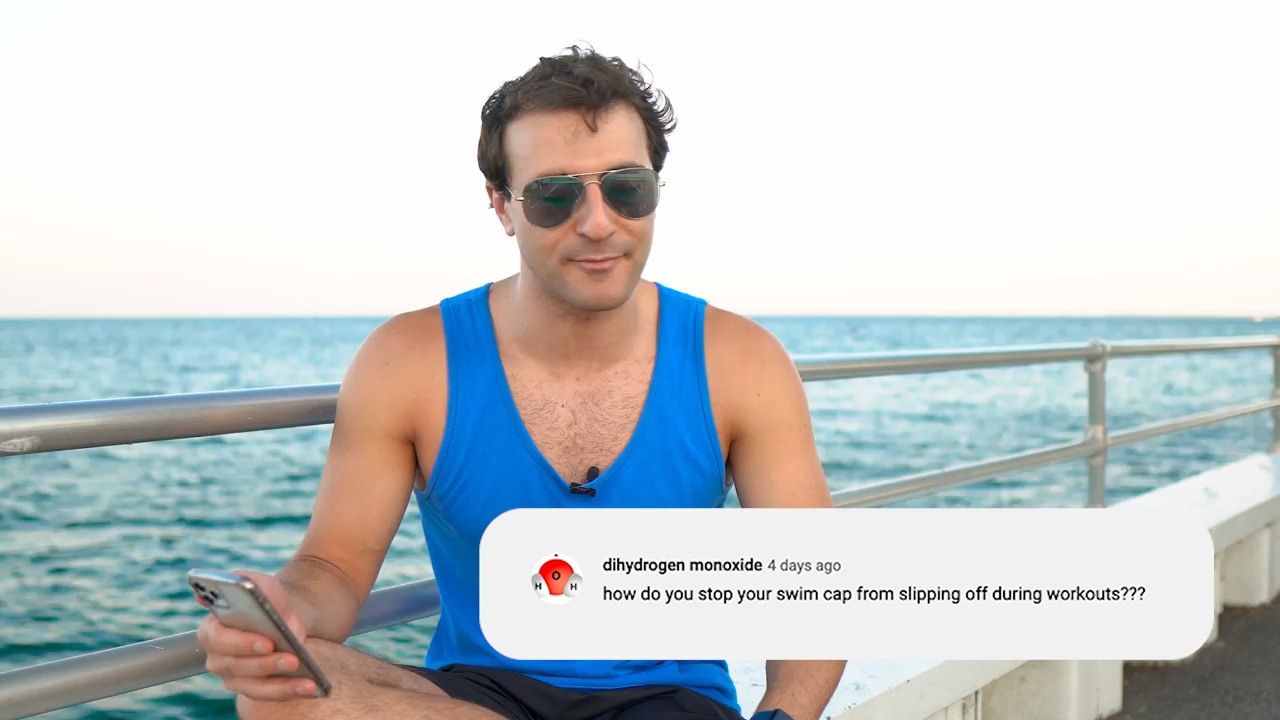 dihydrogen monoxide 4 days ago
O
H H
how do you stop your swim cap from slipping off during workouts???